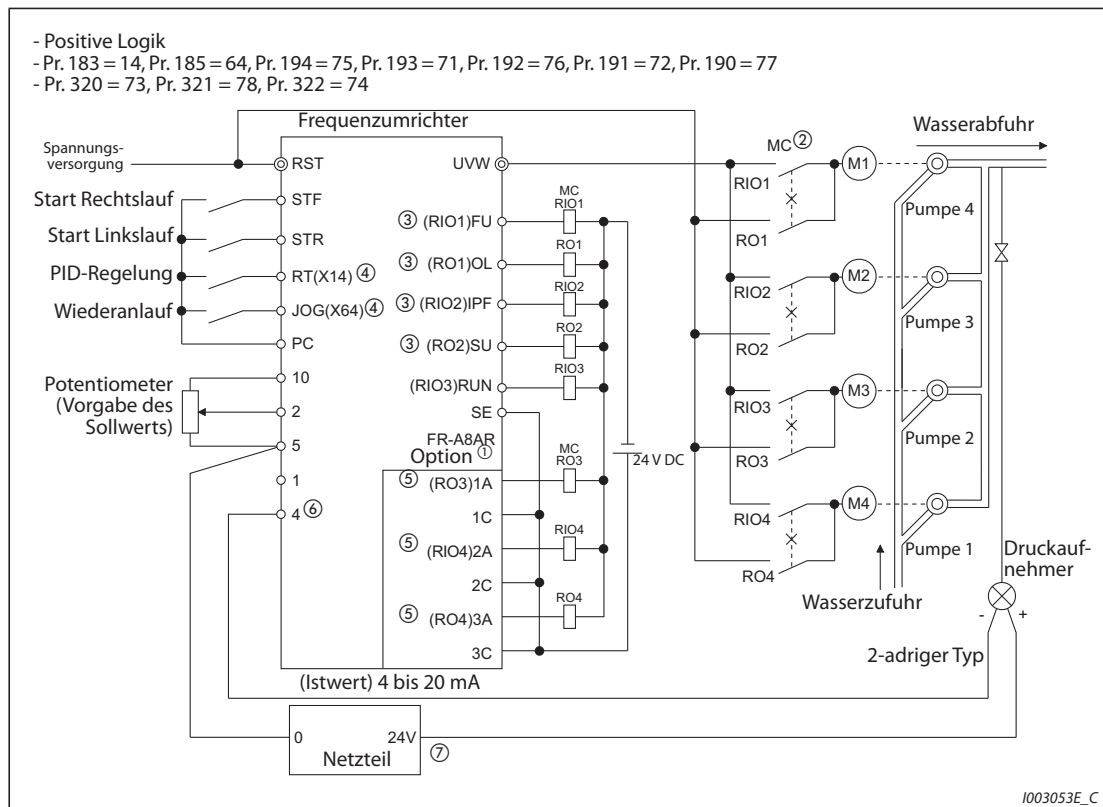 - Positive Logik
- Pr. 183 = 14, Pr. 185 = 64, Pr. 194 = 75, Pr. 193 = 71, Pr. 192 = 76, Pr. 191 = 72, Pr. 190 = 77
- Pr. 320 = 73, Pr. 321 = 78, Pr. 322 = 74
Frequenzumrichter
Spannungs-
versorgung
RST
Start Rechtslauf
STF
Start Linkslauf
STR
PID-Regelung
RT(X14) ④
Wiederanlauf
JOG(X64) ④
PC
Potentiometer
(Vorgabe des
Sollwerts)
10
2
5
1
4 ⑥
UVW
③ (RIO1)FU
③ (RO1)OL
③ (RIO2)IPF
③ (RO2)SU
(RIO3)RUN
SE
FR-A8AR
Option ①
⑤ (RO3)1A
1C
⑤ (RIO4)2A
2C
⑤ (RO4)3A
3C
MC
RIO1
RO1
RIO2
RO2
RIO3
MC
RO3
RIO4
RO4
24 V DC
MC ②
RIO1
RO1
RIO2
RO2
RIO3
RO3
RIO4
RO4
M1
M2
M3
M4
Wasserabfuhr
Pumpe 4
Pumpe 3
Pumpe 2
Pumpe 1
Wasserzufuhr
Druckauf-
nehmer
- +
2-adriger Typ
(Istwert) 4 bis 20 mA
0 24V ⑦
Netzteil
I003053E_C